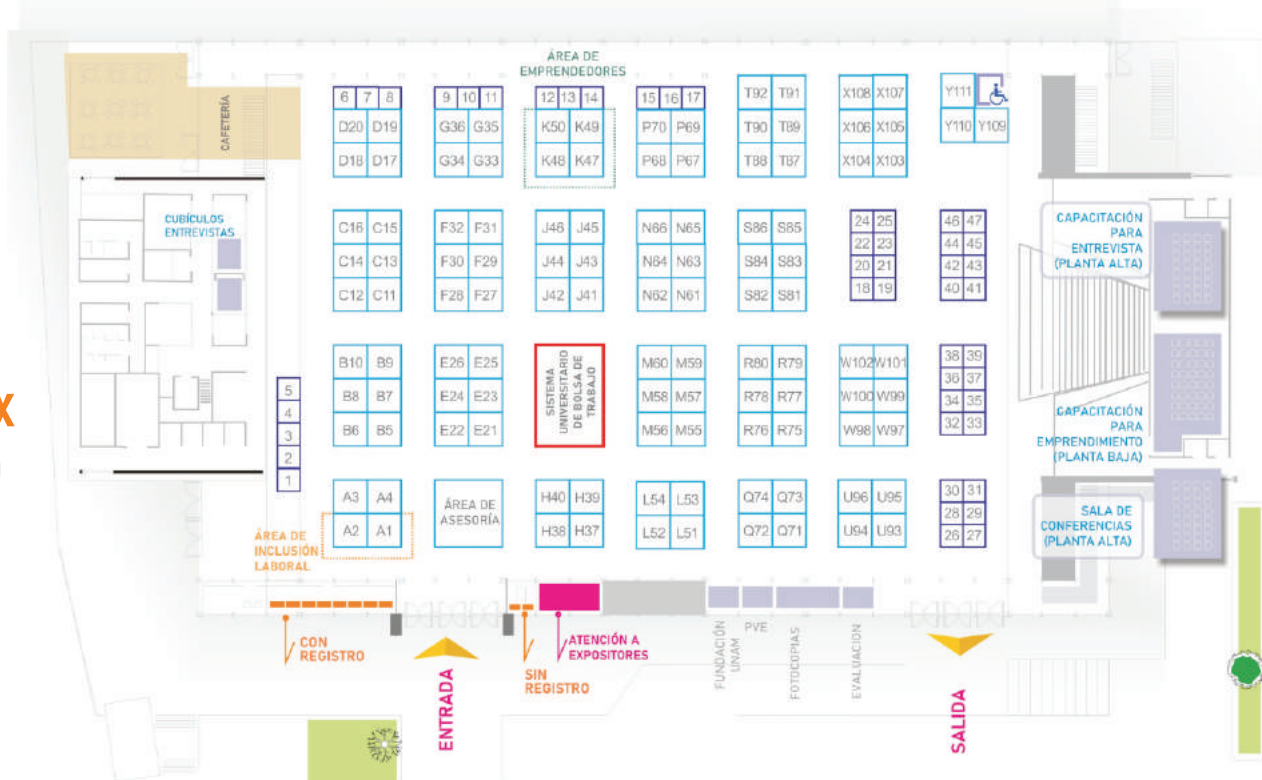 ÁREA DE
EMPRENDEDORES
CAFETERÍA
6 7 8
D20 D19
D18 D17
9 10 11
G36 G35
G34 G33
12 13 14
K50 K49
K48 K47
15 16 17
P70 P69
P68 P67
T92 T91
T90 T89
T88 T87
X108 X107
X106 X105
X104 X103
Y111
Y110 Y109
CUBÍCULOS
ENTREVISTAS
C16 C15
C14 C13
C12 C11
F32 F31
F30 F29
F28 F27
J46 J45
J44 J43
J42 J41
N66 N65
N64 N63
N62 N61
S86 S85
S84 S83
S82 S81
24 25
22 23
20 21
18 19
46 47
44 45
42 43
40 41
CAPACITACIÓN
PARA
ENTREVISTA
(PLANTA ALTA)
X
5
4
3
2
1
B10 B9
B8 B7
B6 B5
E26 E25
E24 E23
E22 E21
SISTEMA
UNIVERSITARIO
DE BOLSA DE
TRABAJO
M60 M59
M58 M57
M56 M55
R80 R79
R78 R77
R76 R75
W102 W101
W100 W99
W98 W97
38 39
36 37
34 35
32 33
CAPACITACIÓN
PARA
EMPRENDIMIENTO
(PLANTA BAJA)
A3 A4
A2 A1
ÁREA DE
INCLUSIÓN
LABORAL
ÁREA DE
ASESORÍA
H40 H39
H38 H37
L54 L53
L52 L51
Q74 Q73
Q72 Q71
U96 U95
U94 U93
30 31
28 29
26 27
SALA DE
CONFERENCIAS
(PLANTA ALTA)
CON
REGISTRO
ENTRADA
SIN
REGISTRO
ATENCIÓN A
EXPOSITORES
FUNDACIÓN
UNAM
PVE
FOTOCOPIAS
EVALUACION
SALIDA